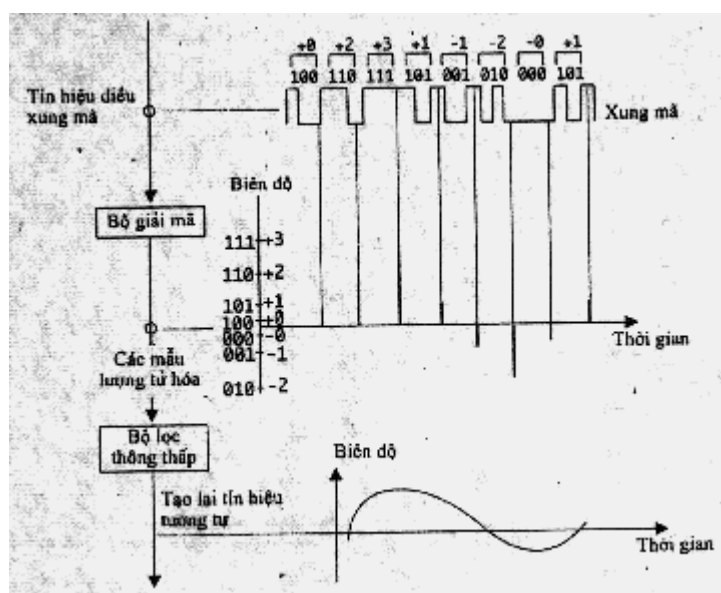 +0 +2 +3 +1 -1 -2 -0 +1
100 110 111 101 001 010 000 101
Tín hiệu điều
xung mã
Xung mã
Biên độ
Bộ giải mã
111 +3
110 +2
101 +1
100 +0
000 -0
001 -1
010 -2
Thời gian
Các mẫu
lượng tử hóa
Bộ lọc
thông thấp
Biên độ
Tạo lại tín hiệu
tương tự
Thời gian